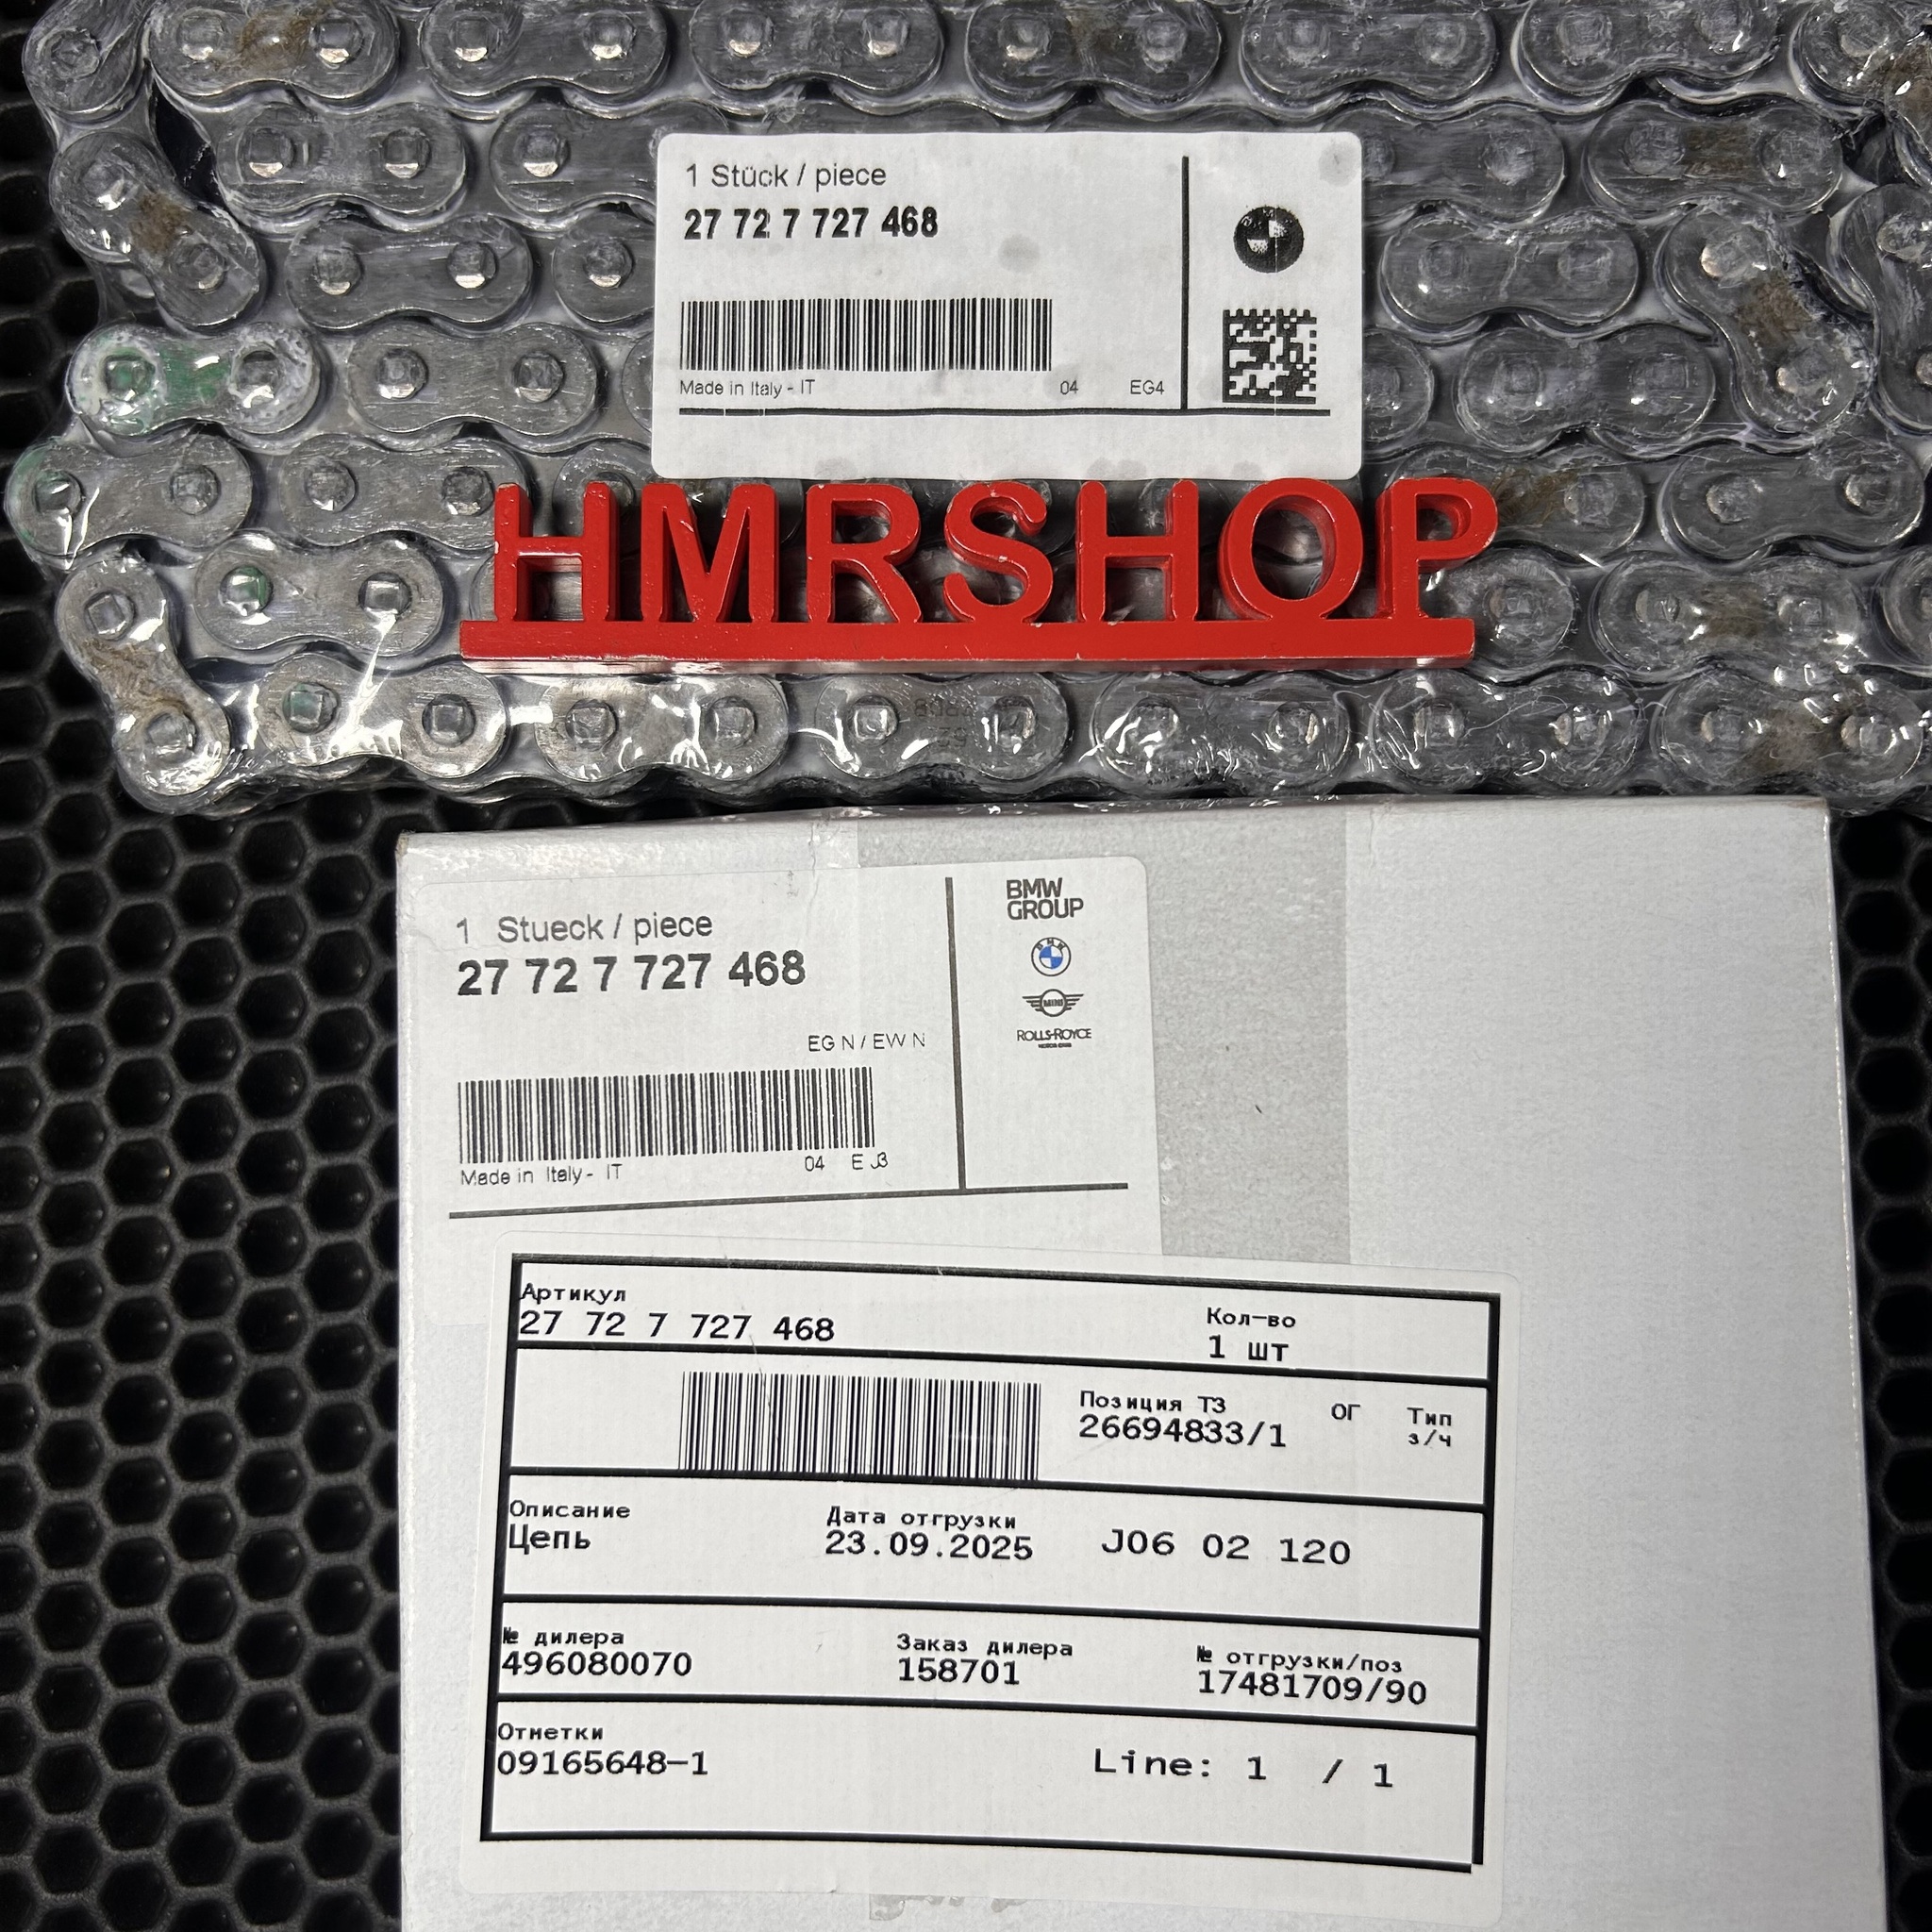 1 Stück / piece
27 72 7 727 468
Made in Italy - IT 04 EG4
HMRSHOP
BMW
GROUP
1 Stueck / piece
27 72 7 727 468
BMW
MINI
ROLLS-ROYCE
EG N / EW N
Made in Italy - IT 04 E J3
Артикул
27 72 7 727 468
Кол-во
1 шт
Позиция ТЗ
26694833/1
ОГ
Тип
з/ч
Описание
Цепь
Дата отгрузки
23.09.2025
J06 02 120
№ дилера
496080070
Заказ дилера
158701
№ отгрузки/поз
17481709/90
Отметки
09165648-1
Line: 1 / 1